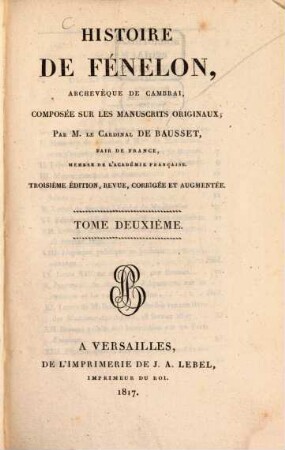 HISTOIRE
DE FÉNELON,
ARCHEVÊQUE DE CAMBRAI,
COMPOSÉE SUR LES MANUSCRITS ORIGINAUX;
PAR M. LE CARDINAL DE BAUSSET,
PAIR DE FRANCE,
MEMBRE DE L'ACADÉMIE FRANÇAISE.
TROISIÈME ÉDITION, REVUE, CORRIGÉE ET AUGMENTÉE.
TOME DEUXIÉME.
A VERSAILLES,
DE L'IMPRIMERIE DE J. A. LEBEL,
IMPRIMEUR DU ROI.
1817.